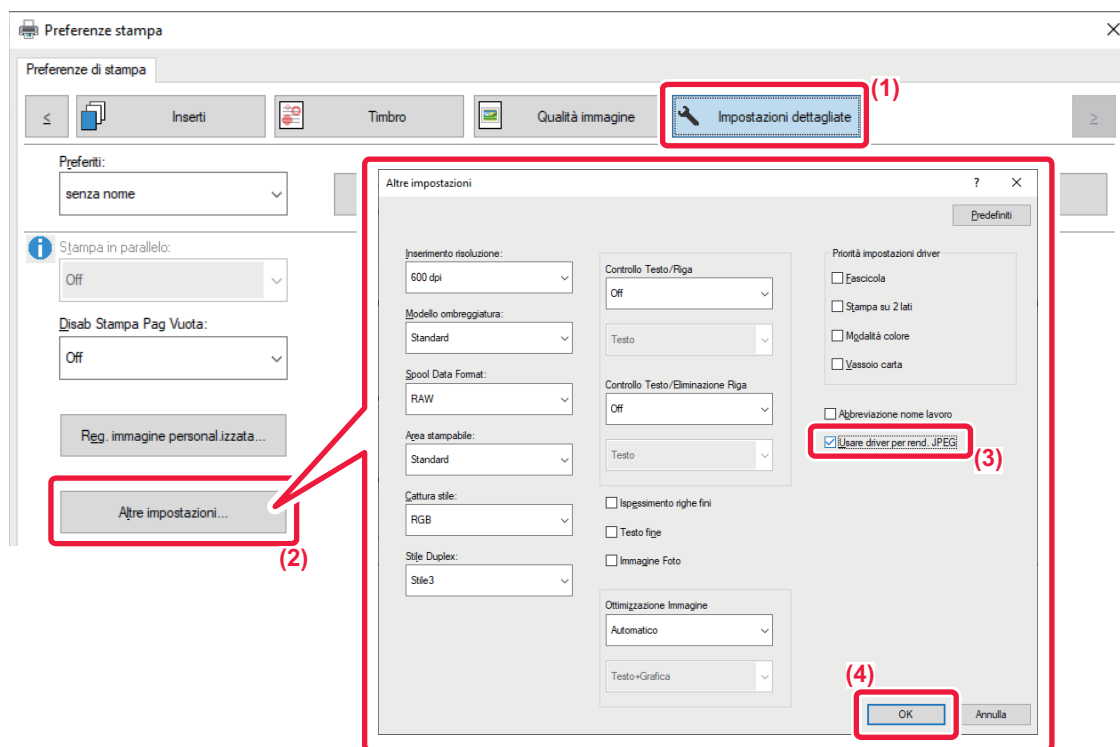 Preferenze stampa
Preferenze di stampa
(1)
<
Inserti
Timbro
Qualità immagine
Impostazioni dettagliate
>
Preferiti:
senza nome
Stampa in parallelo:
Off
Disab Stampa Pag Vuota:
Off
Reg. immagine personal.izzata...
Altre impostazioni...
(2)
Altre impostazioni
?
Predefiniti
Inserimento risoluzione:
600 dpi
Modello ombreggiatura:
Standard
Spool Data Format:
RAW
Area stampabile:
Standard
Cattura stile:
RGB
Stile Duplex:
Stile3
Controllo Testo/Riga
Off
Testo
Controllo Testo/Eliminazione Riga
Off
Testo
Ispessimento righe fini
Testo fine
Immagine Foto
Ottimizzazione Immagine
Automatico
Testo+Grafica
Priorità impostazioni driver
Fascicola
Stampa su 2 lati
Modalità colore
Vassoio carta
Abbreviazione nome lavoro
Usare driver per rend. JPEG
(3)
(4)
OK
Annulla